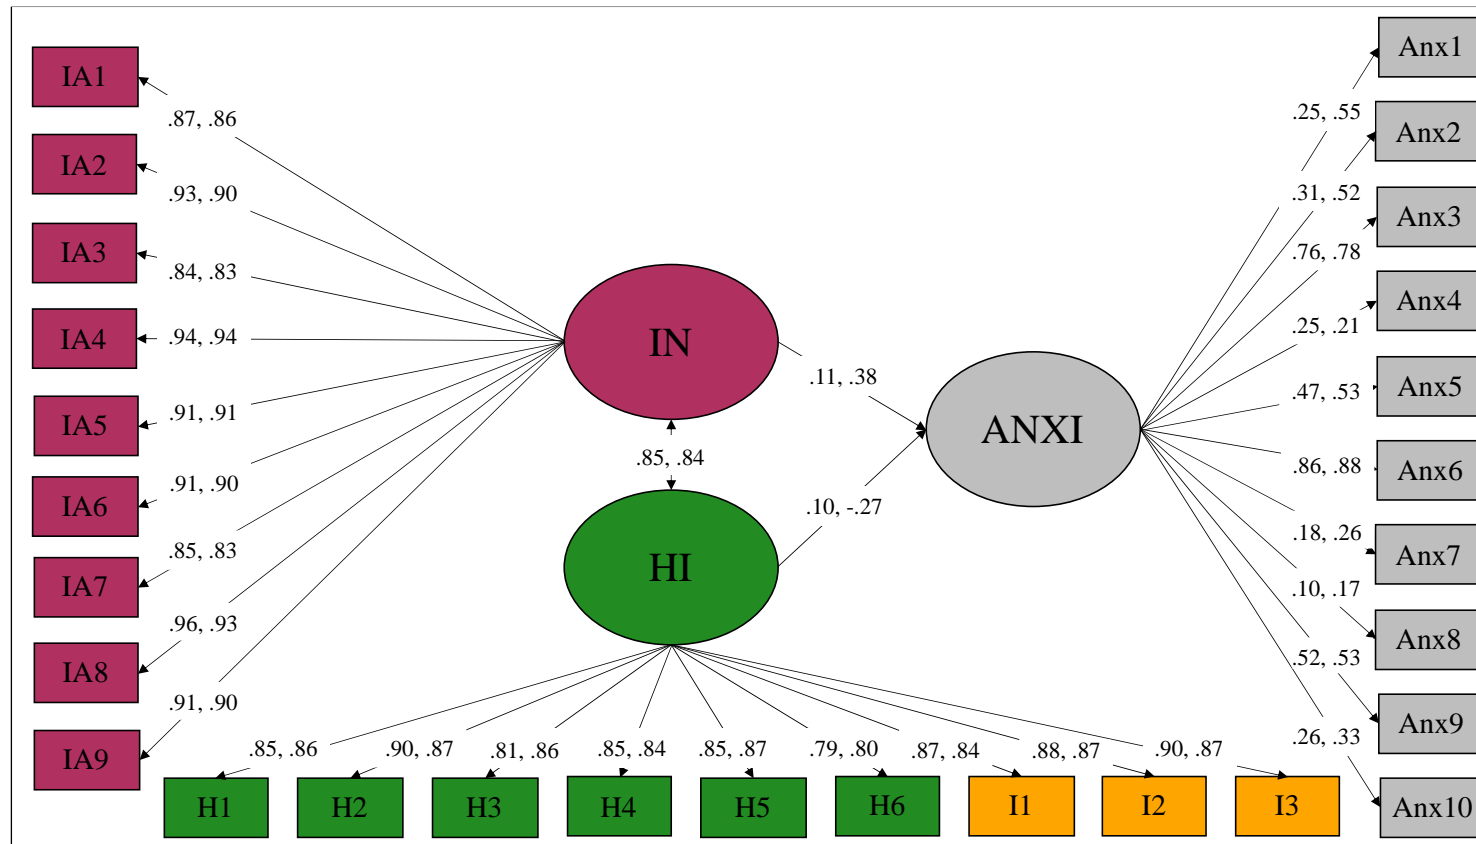 IA1
IA2
IA3
IA4
IA5
IA6
IA7
IA8
IA9
.87, .86
.93, .90
.84, .83
.94, .94
.91, .91
.91, .90
.85, .83
.96, .93
.91, .90
IN
.85, .84
HI
.11, .38
.10, -.27
ANXI
.25, .55
.31, .52
.76, .78
.25, .21
.47, .53
.86, .88
.18, .26
.10, .17
.52, .53
.26, .33
Anx1
Anx2
Anx3
Anx4
Anx5
Anx6
Anx7
Anx8
Anx9
Anx10
.85, .86 .90, .87 .81, .86 .85, .84 .85, .87 .79, .80 .87, .84 .88, .87 .90, .87
H1 H2 H3 H4 H5 H6 I1 I2 I3